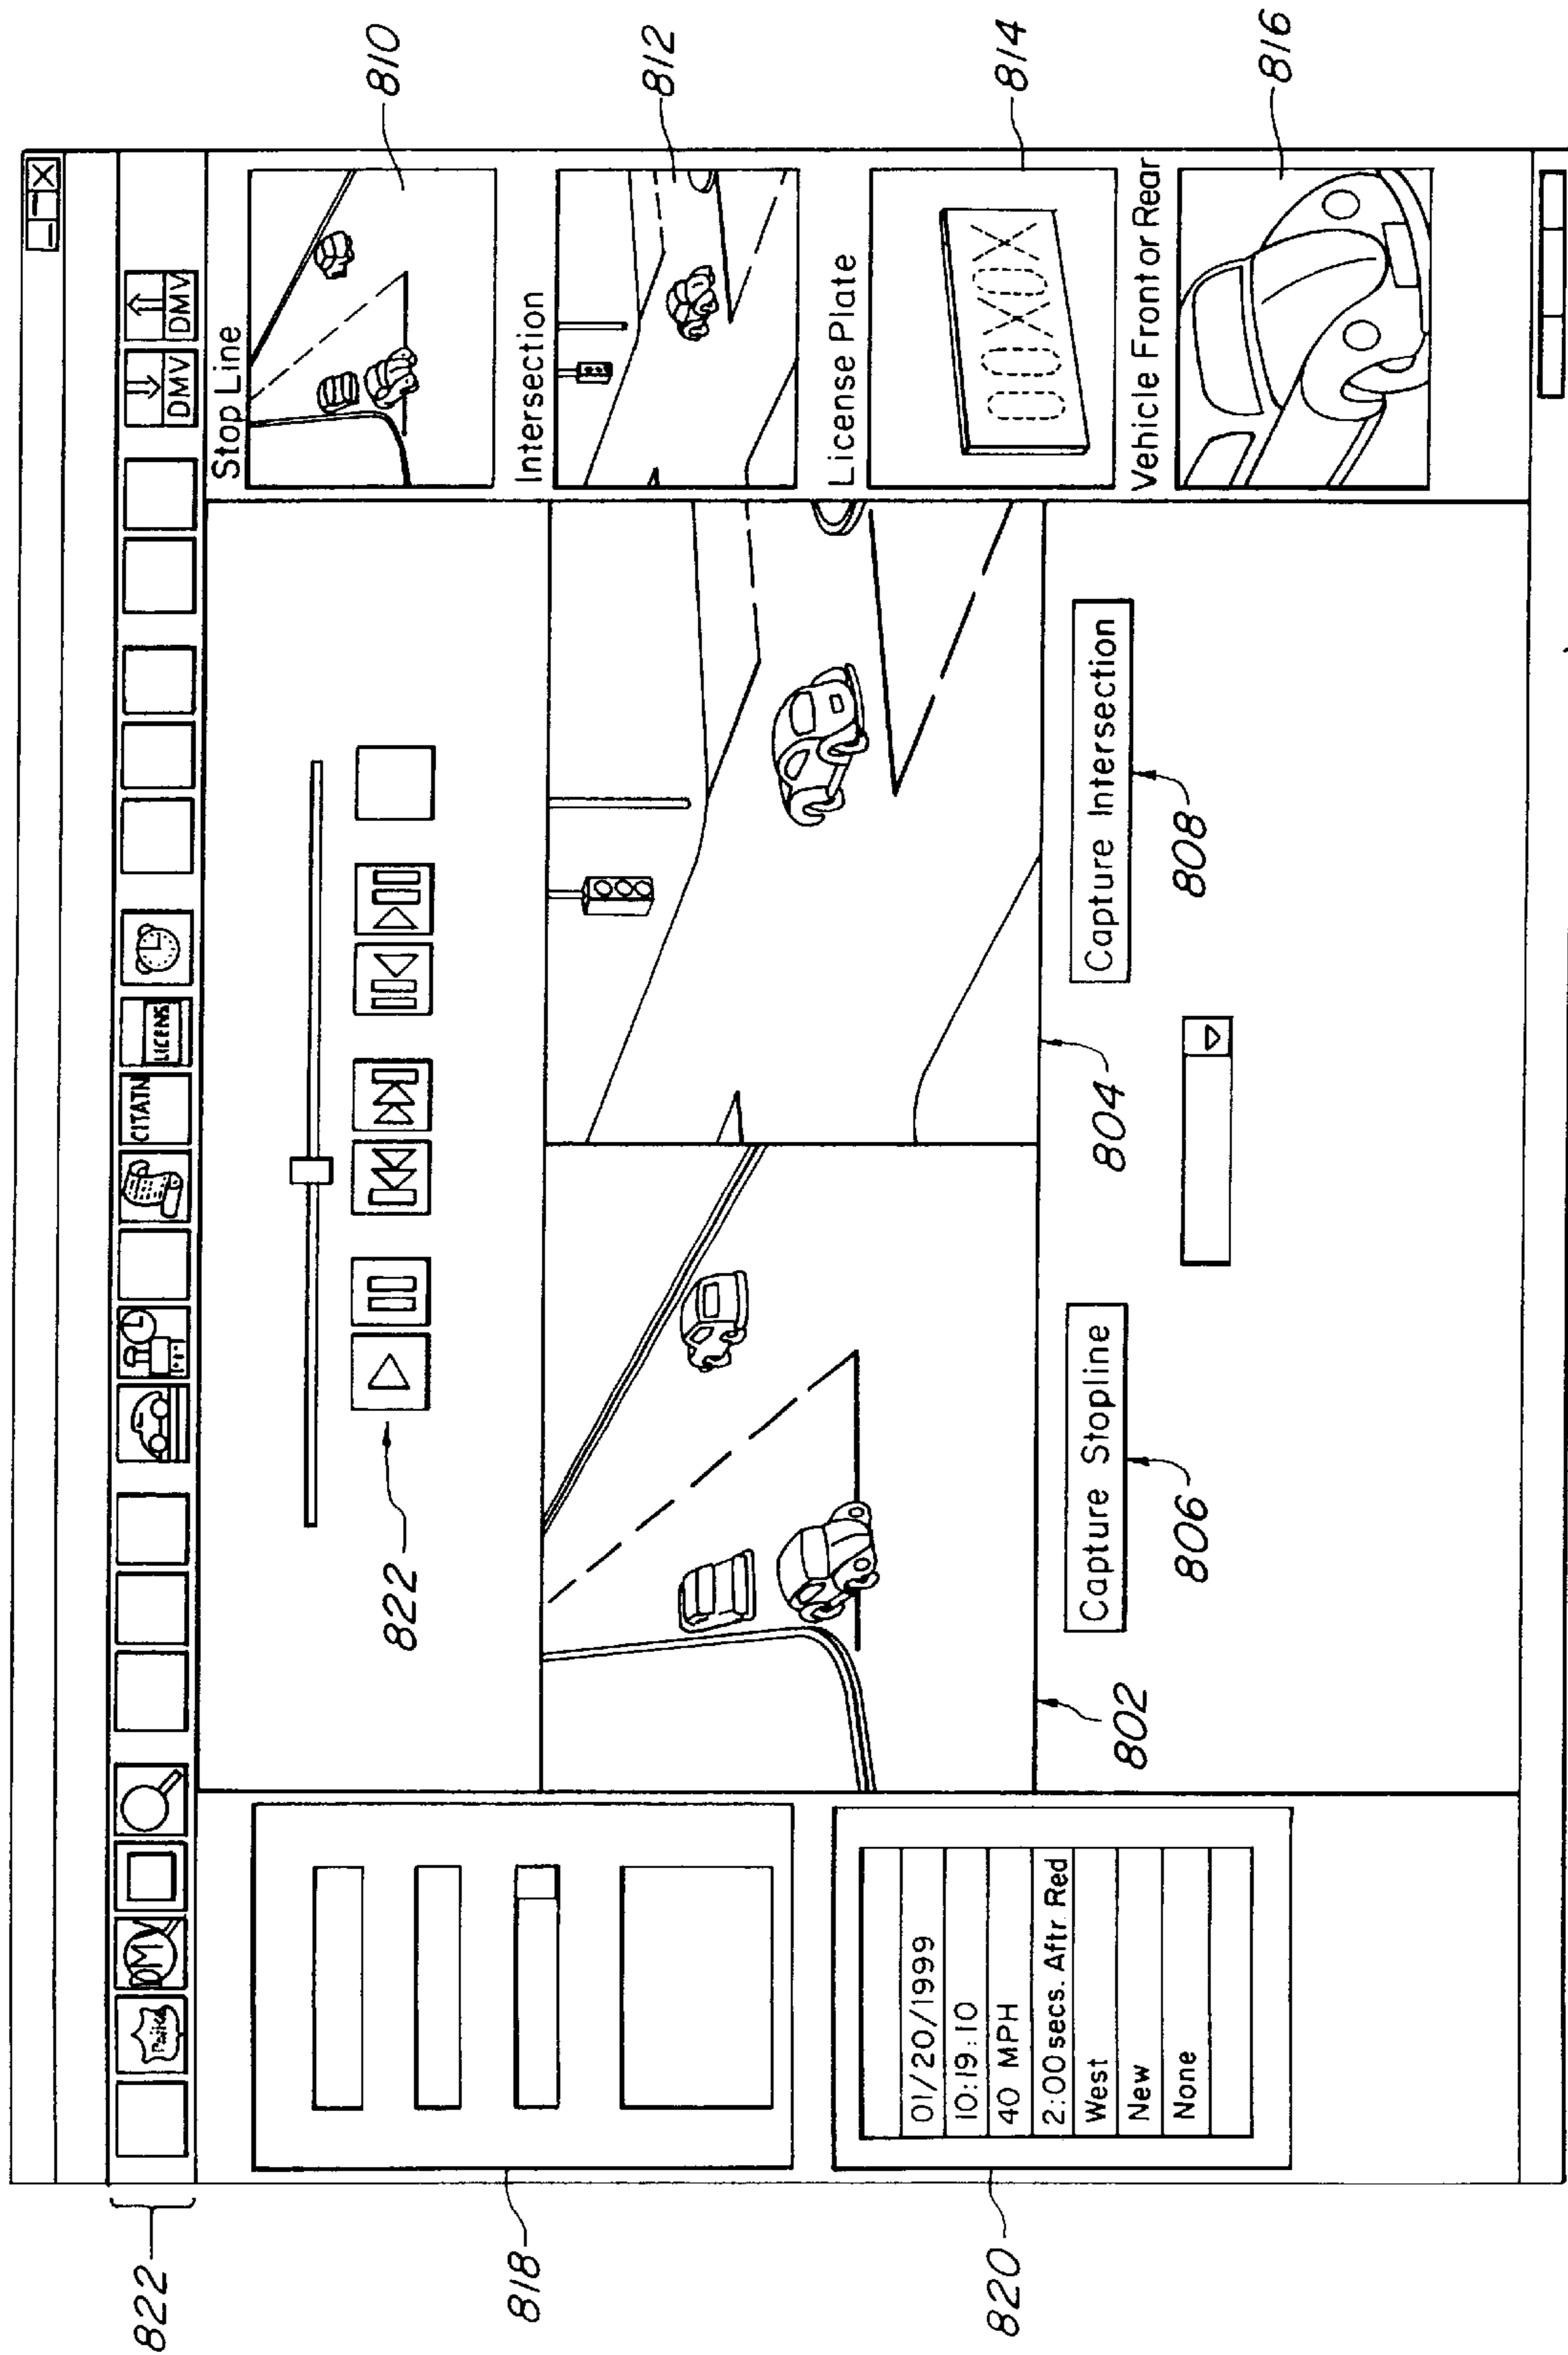 822
DMV
CITATN
LICENS
DMV
DMV
818
01/20/1999
10:19:10
40 MPH
2:00 secs. Aftr. Red
West
New
None
820
822
802
804
Capture Stopline
806
Capture Intersection
808
Stop Line
810
Intersection
812
License Plate
00X0X
814
Vehicle Front or Rear
816